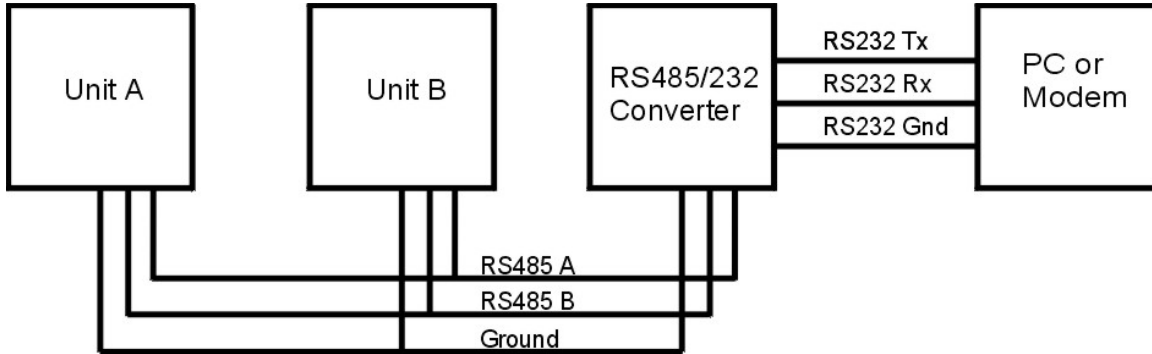 Unit A
Unit B
RS485/232
Converter
RS232 Tx
RS232 Rx
RS232 Gnd
PC or
Modem
RS485 A
RS485 B
Ground